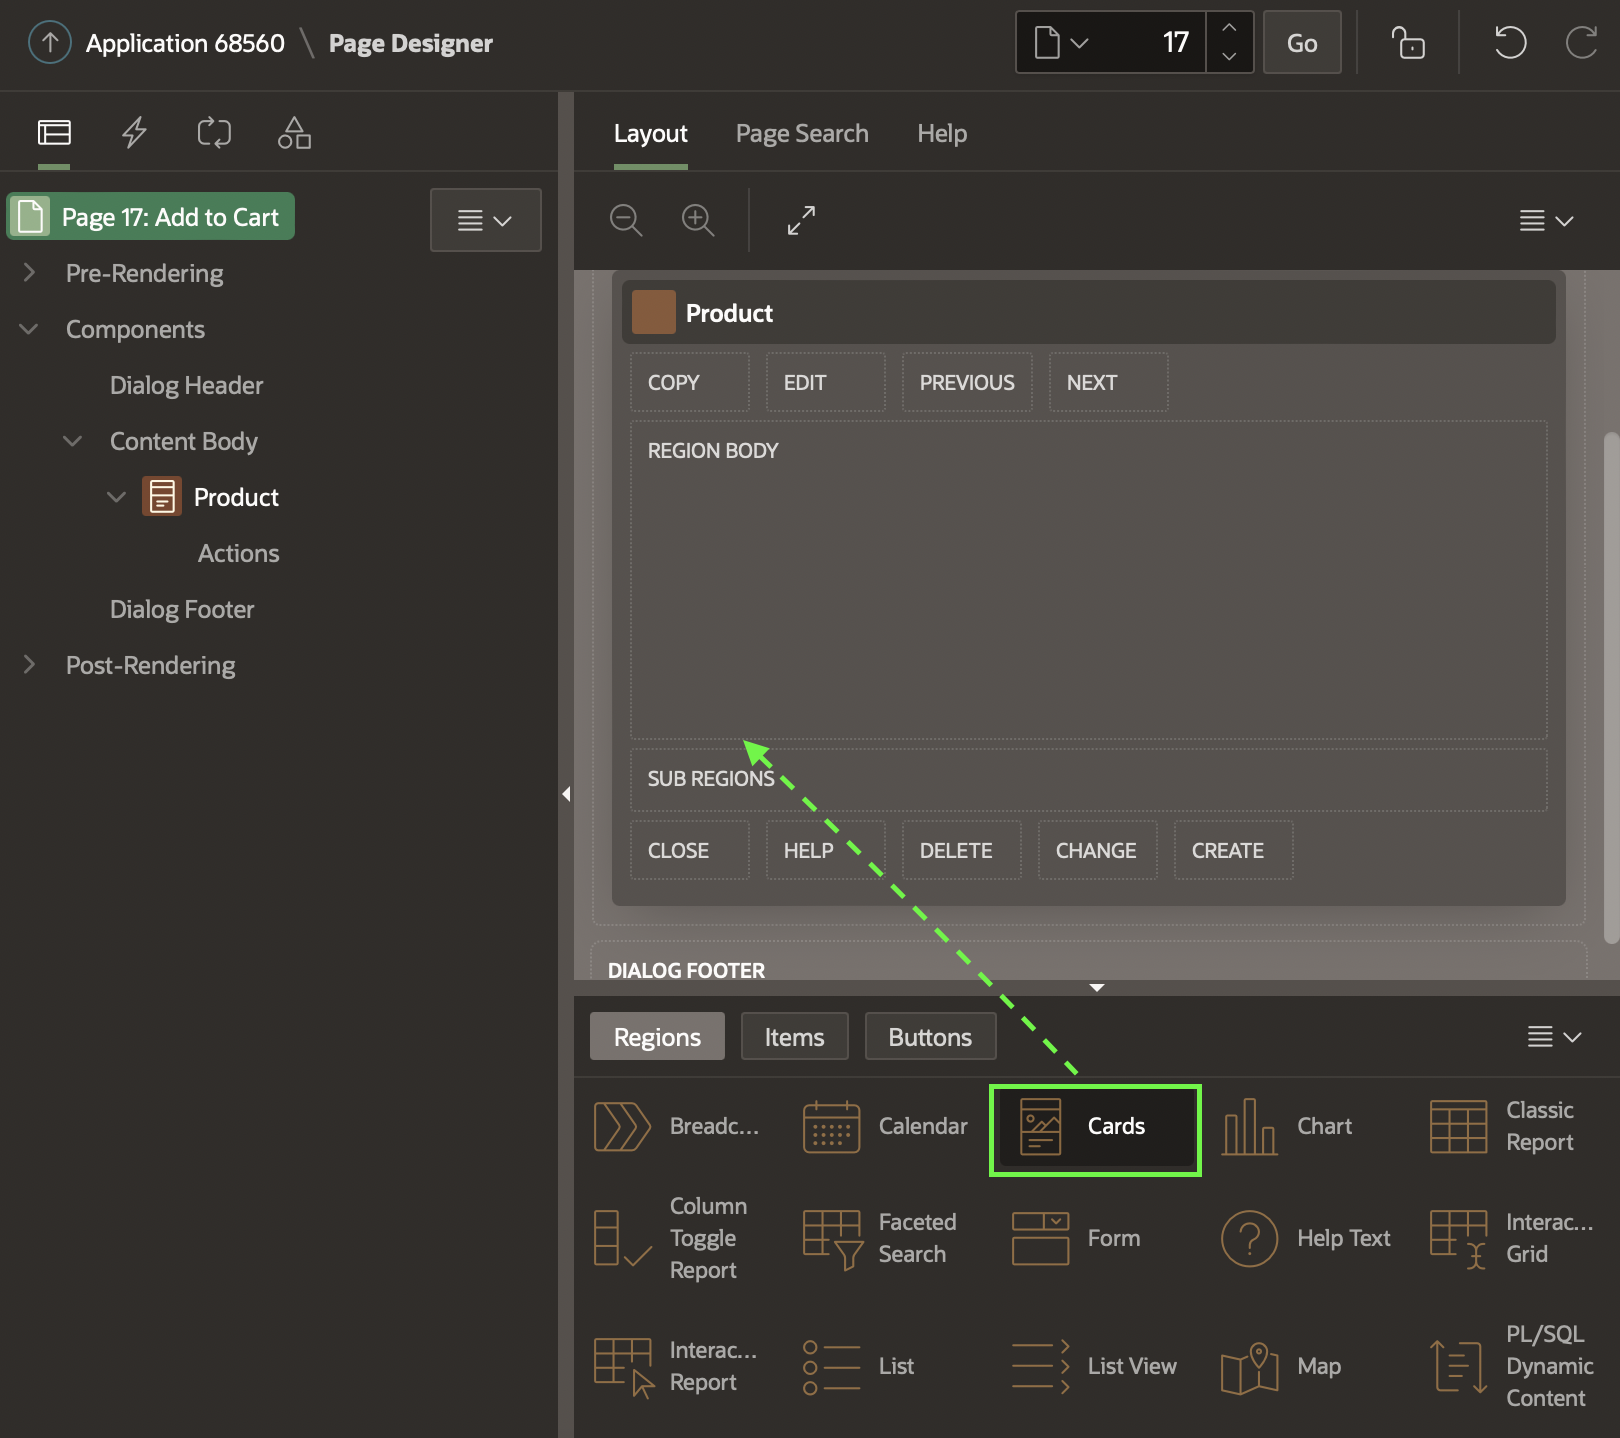 Application 68560 \ Page Designer
17
Go
Layout
Page Search
Help
Page 17: Add to Cart
Pre-Rendering
Components
Dialog Header
Content Body
Product
Actions
Dialog Footer
Post-Rendering
Product
COPY
EDIT
PREVIOUS
NEXT
REGION BODY
SUB REGIONS
CLOSE
HELP
DELETE
CHANGE
CREATE
DIALOG FOOTER
Regions
Items
Buttons
Breadc...
Calendar
Cards
Chart
Classic
Report
Column
Toggle
Report
Faceted
Search
Form
Help Text
Interac...
Grid
Interac...
Report
List
List View
Map
PL/SQL
Dynamic
Content